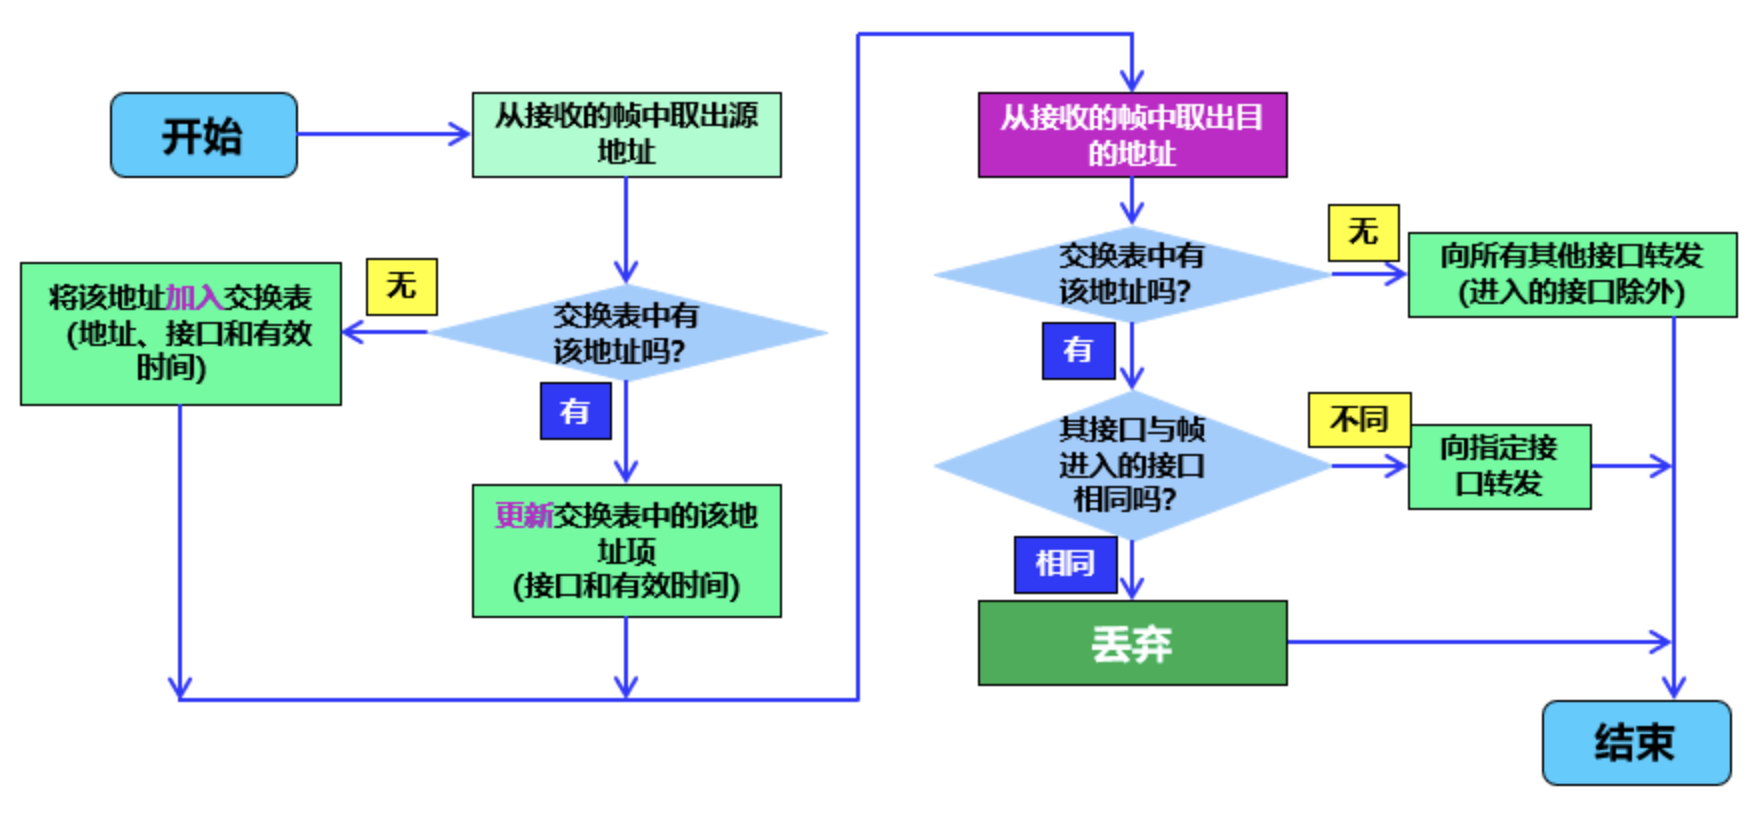 开始
从接收的帧中取出源
地址
交换表中有
该地址吗?
无
将该地址加入交换表
(地址、接口和有效
时间)
有
更新交换表中的该地
址项
(接口和有效时间)
从接收的帧中取出目
的地址
交换表中有
该地址吗?
无
向所有其他接口转发
(进入的接口除外)
有
其接口与帧
进入的接口
相同吗?
不同
向指定接
口转发
相同
丢弃
结束